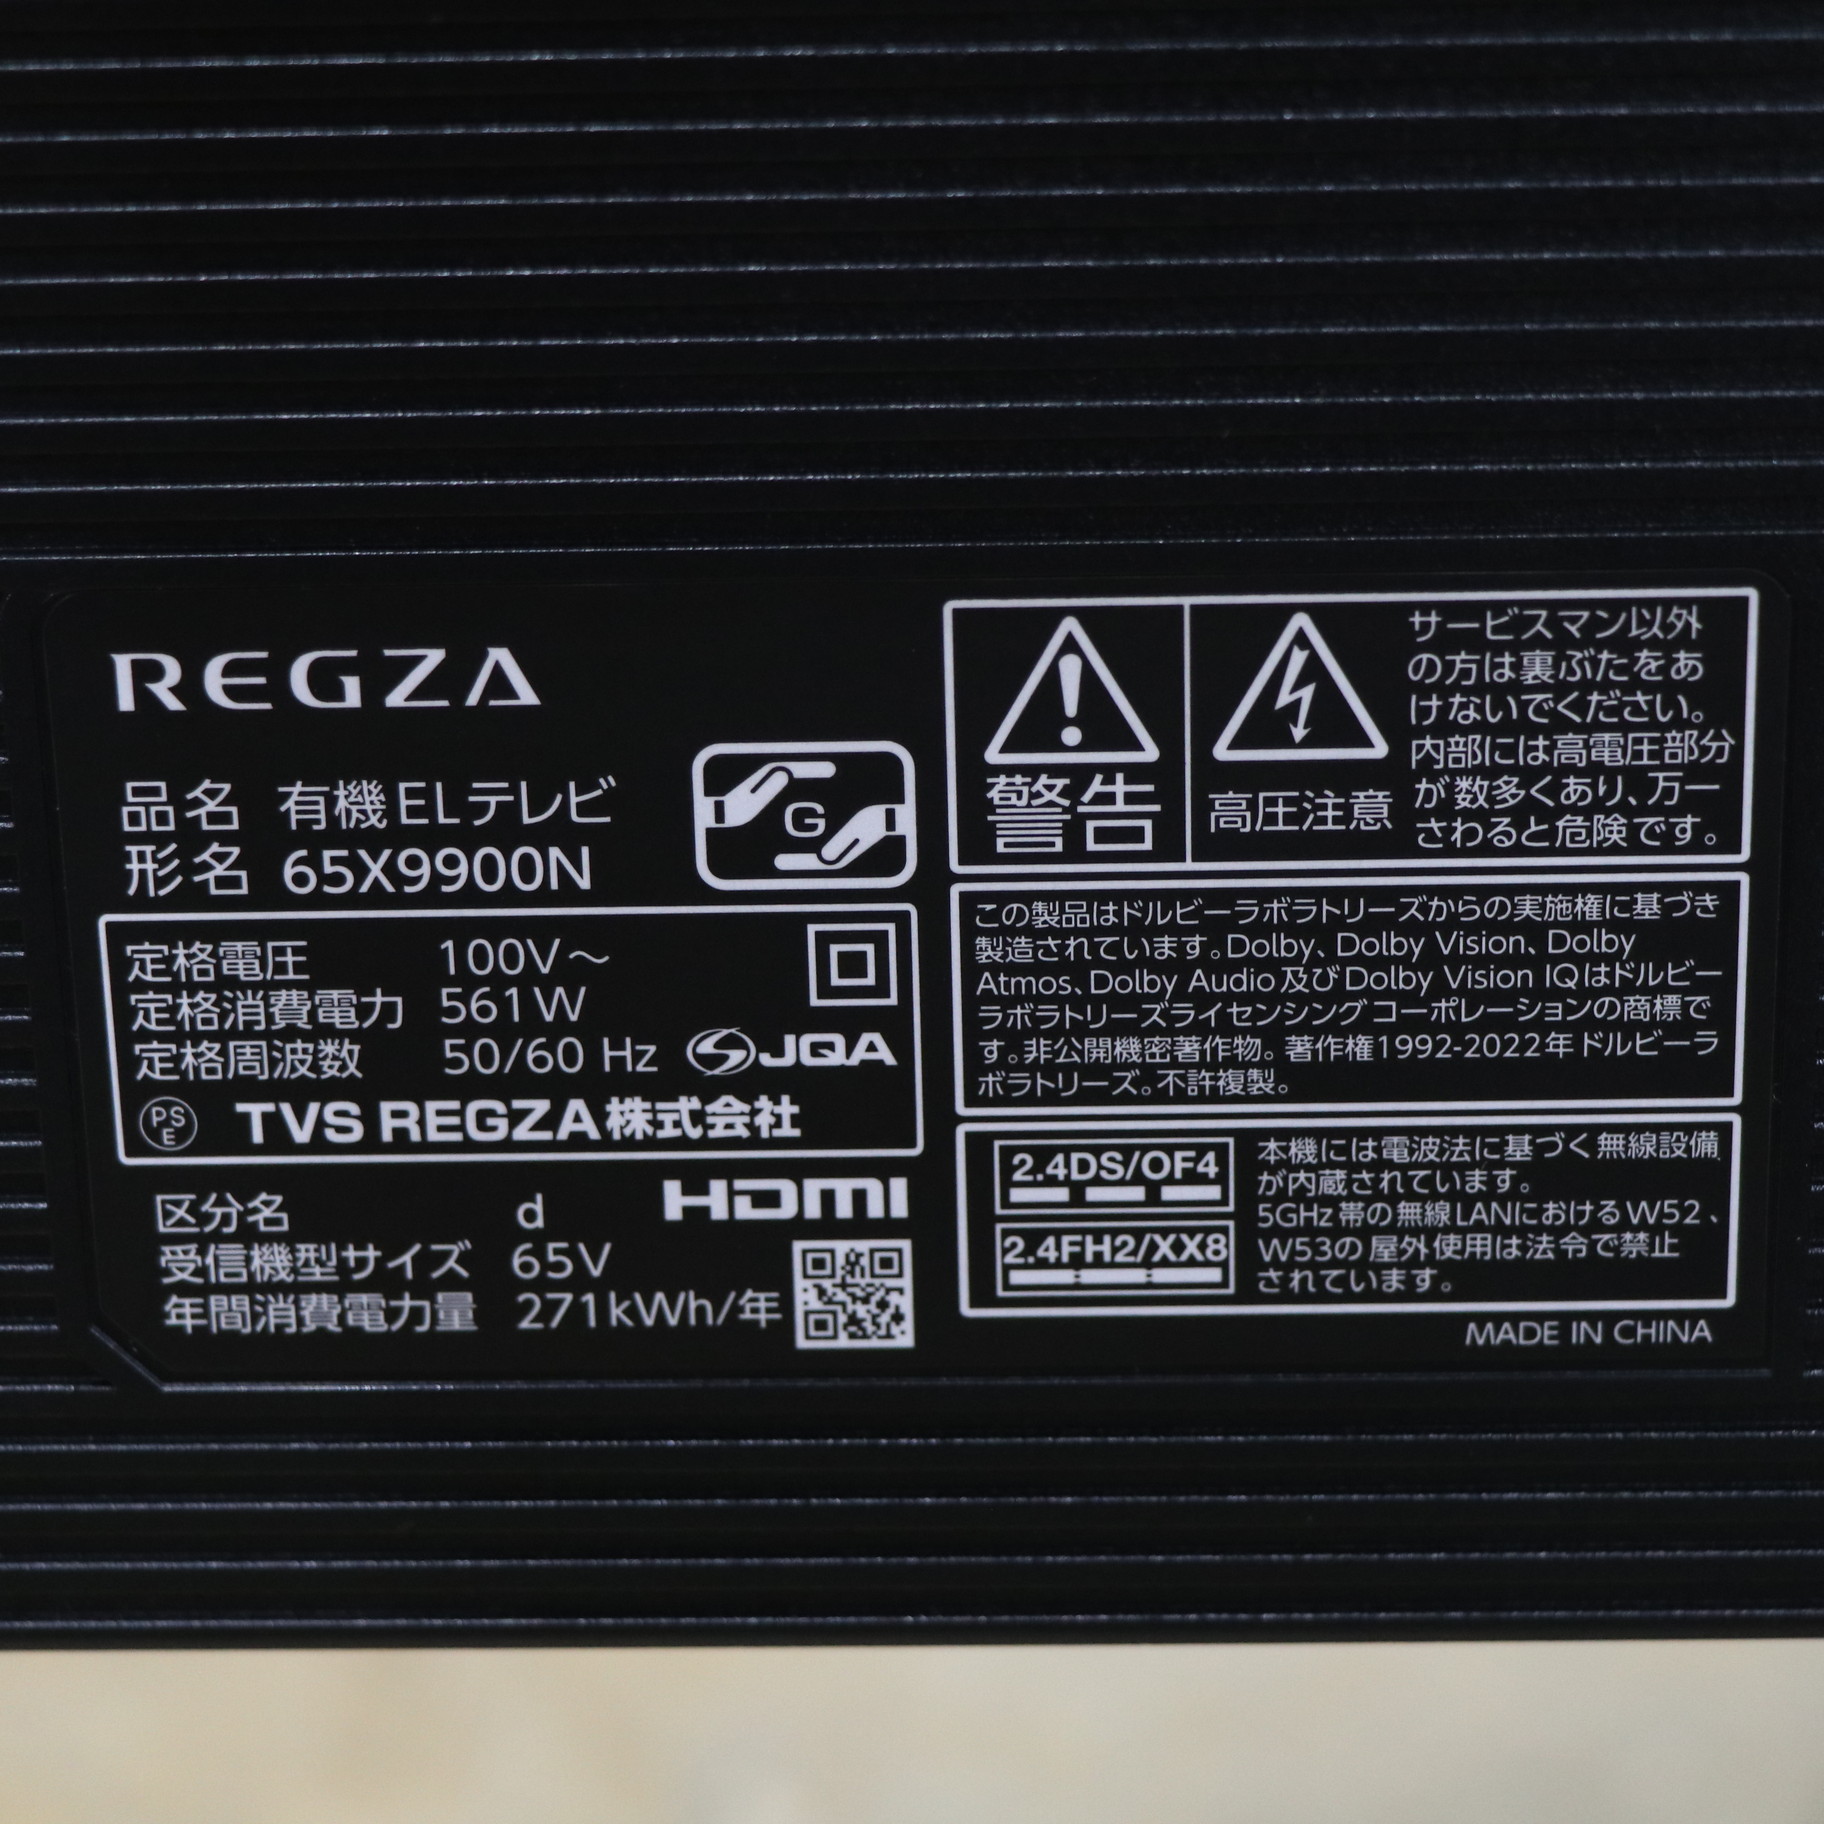 REGZA
品名 有機ELテレビ
形名 65X9900N
G
定格電圧 100V～
定格消費電力 561W
定格周波数 50/60 Hz
JQA
PS
E
TVS REGZA株式会社
区分名 d
HDMI
受信機型サイズ 65V
年間消費電力量 271kWh/年
警告
高圧注意
サービスマン以外
の方は裏ぶたをあ
けないでください。
内部には高電圧部分
が数多くあり、万一
さわると危険です。
この製品はドルビーラボラトリーズからの実施権に基づき
製造されています。Dolby、Dolby Vision、Dolby
Atmos、Dolby Audio及びDolby Vision IQはドルビー
ラボラトリーズライセンシングコーポレーションの商標で
す。非公開機密著作物。著作権1992-2022年ドルビーラ
ボラトリーズ。不許複製。
2.4DS/OF4
2.4FH2/XX8
本機には電波法に基づく無線設備
が内蔵されています。
5GHz帯の無線LANにおけるW52、
W53の屋外使用は法令で禁止
されています。
MADE IN CHINA